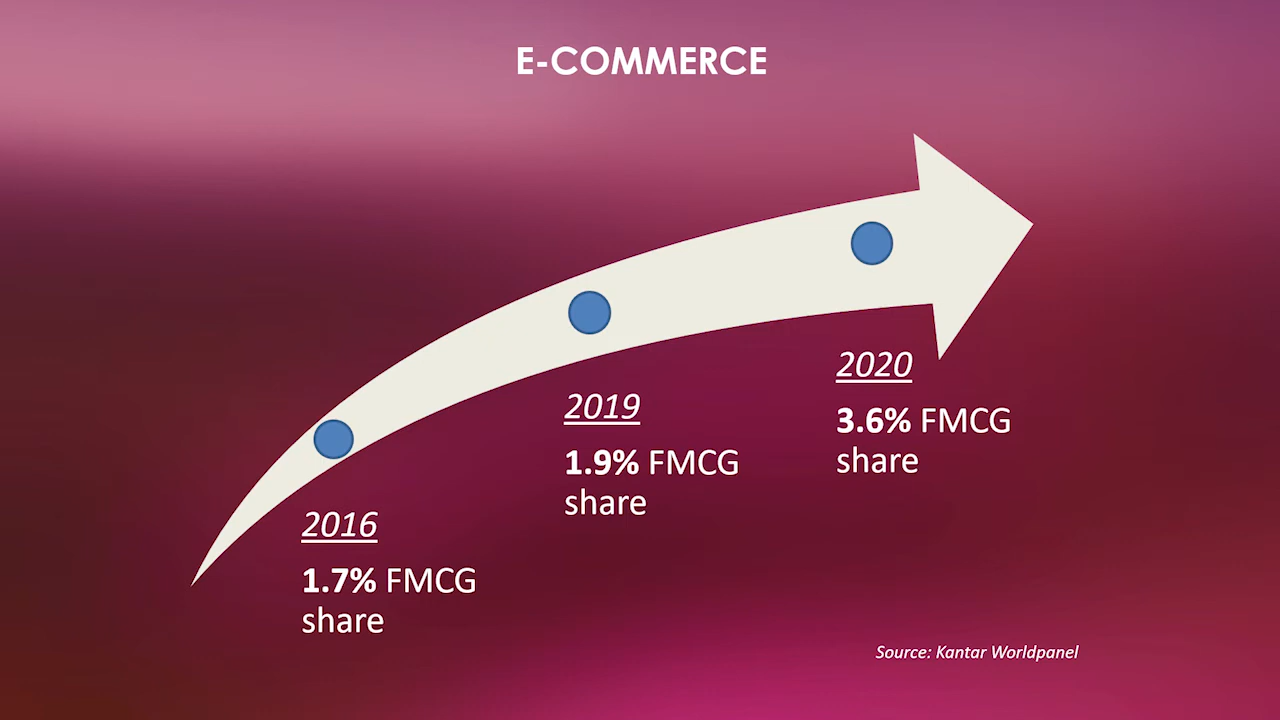 E-COMMERCE
2016
1.7% FMCG
share
2019
1.9% FMCG
share
2020
3.6% FMCG
share
Source: Kantar Worldpanel